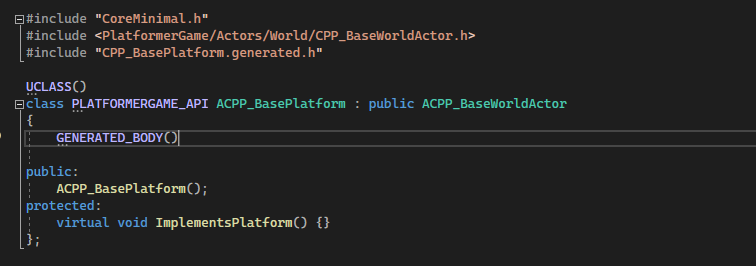 #include "CoreMinimal.h"
#include <PlatformerGame/Actors/World/CPP_BaseWorldActor.h>
#include "CPP_BasePlatform.generated.h"

UCLASS()
class PLATFORMERGAME_API ACPP_BasePlatform : public ACPP_BaseWorldActor
{
    GENERATED_BODY()

public:
    ACPP_BasePlatform();
protected:
    virtual void ImplementsPlatform() {}
};